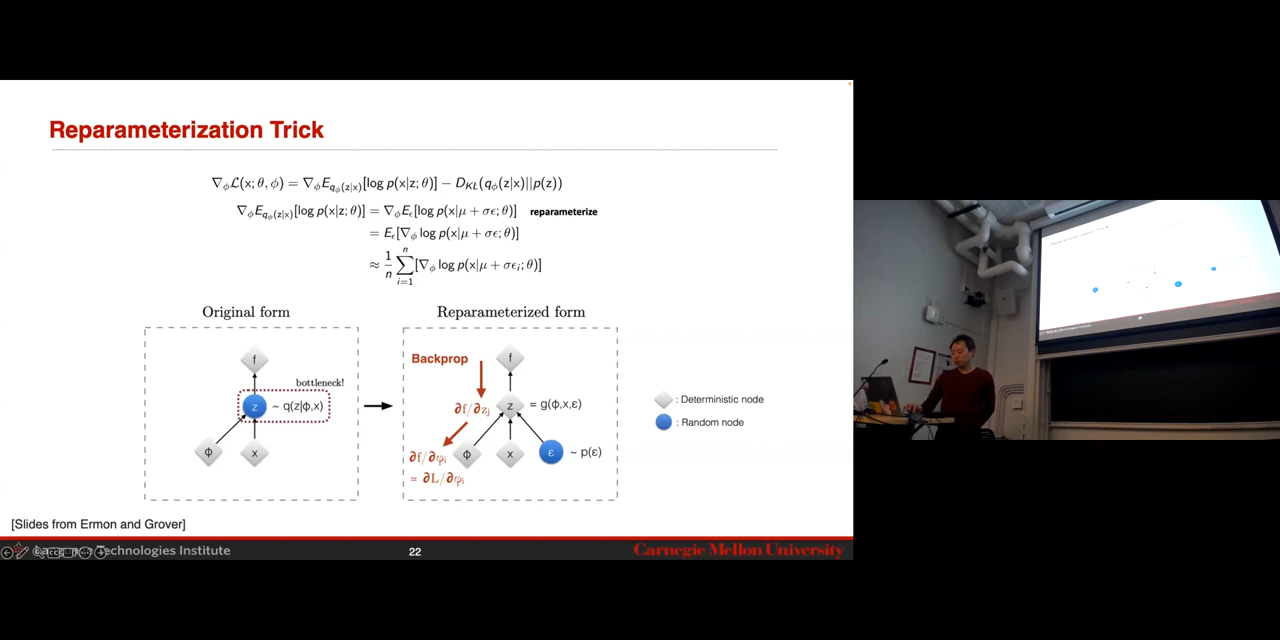 Reparameterization Trick
∇ϕL(x; θ, ϕ) = ∇ϕE_{qϕ(z|x)}[log p(x|z; θ)] − D_{KL}(qϕ(z|x)||p(z))
∇ϕE_{qϕ(z|x)}[log p(x|z; θ)] = ∇ϕE_ϵ[log p(x|μ + σϵ; θ)] reparameterize
= E_ϵ[∇ϕ log p(x|μ + σϵ; θ)]
≈ 1/n ∑_{i=1}^{n} [∇ϕ log p(x|μ + σϵ_i; θ)]
Original form
Reparameterized form
f
bottleneck!
z ~ q(z|ϕ,x)
ϕ x
Backprop
f
∂f/∂z_j z = g(ϕ,x,ε)
∂f/∂φ_i ϕ x ε ~ p(ε)
= ∂L/∂φ_i
: Deterministic node
: Random node
[Slides from Ermon and Grover]
Technologies Institute
22
Carnegie Mellon University